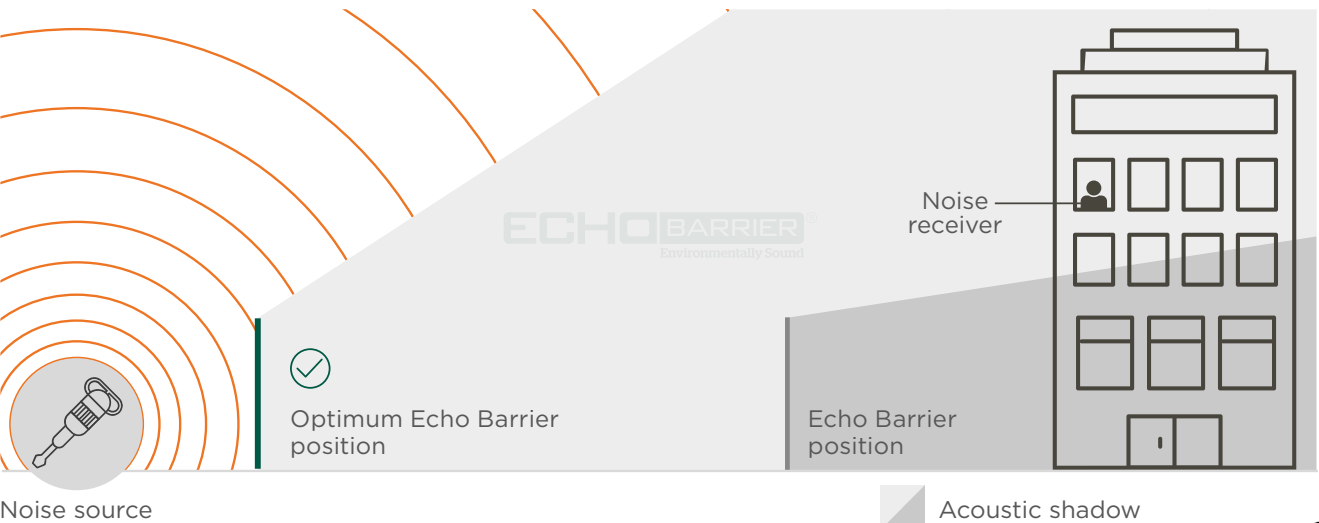 Noise
receiver
ECHO BARRIER®
Environmentally Sound
Optimum Echo Barrier
position
Echo Barrier
position
Noise source
Acoustic shadow